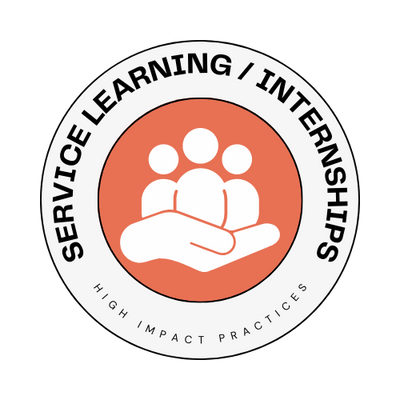 SERVICE LEARNING / INTERNSHIPS
HIGH IMPACT PRACTICES